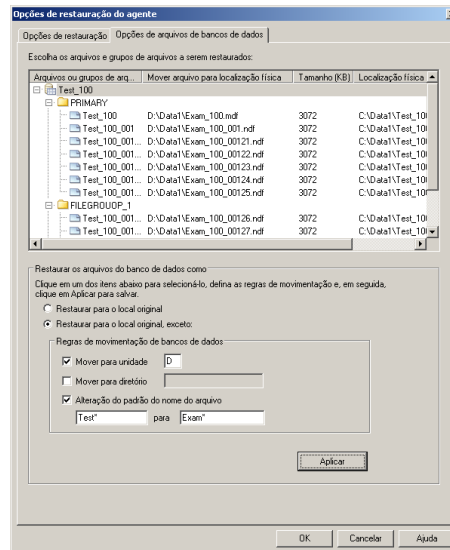 Opções de restauração do agente
Opções de restauração Opções de arquivos de bancos de dados
Escolha os arquivos e grupos de arquivos a serem restaurados:
Arquivos ou grupos de arq... Mover arquivo para localização física Tamanho (KB) Localização física
Test_100
PRIMARY
Test_100 D:\Data1\Exam_100.mdf 3072 C:\Data1\Test_10
Test_100_001 D:\Data1\Exam_100_001.ndf 3072 C:\Data1\Test_10
Test_100_001... D:\Data1\Exam_100_00121.ndf 3072 C:\Data1\Test_10
Test_100_001... D:\Data1\Exam_100_00122.ndf 3072 C:\Data1\Test_10
Test_100_001... D:\Data1\Exam_100_00123.ndf 3072 C:\Data1\Test_10
Test_100_001... D:\Data1\Exam_100_00124.ndf 3072 C:\Data1\Test_10
Test_100_001... D:\Data1\Exam_100_00125.ndf 3072 C:\Data1\Test_10
FILEGROUOP_1
Test_100_001... D:\Data1\Exam_100_00126.ndf 3072 C:\Data1\Test_10
Test_100_001... D:\Data1\Exam_100_00127.ndf 3072 C:\Data1\Test_10
Restaurar os arquivos do banco de dados como
Clique em um dos itens abaixo para selecioná-lo, defina as regras de movimentação e, em seguida,
clique em Aplicar para salvar.
Restaurar para o local original
Restaurar para o local original, exceto:
Regras de movimentação de bancos de dados
Mover para unidade D
Mover para diretório
Alteração do padrão do nome do arquivo
Test* para Exam*
Aplicar
OK Cancelar Ajuda